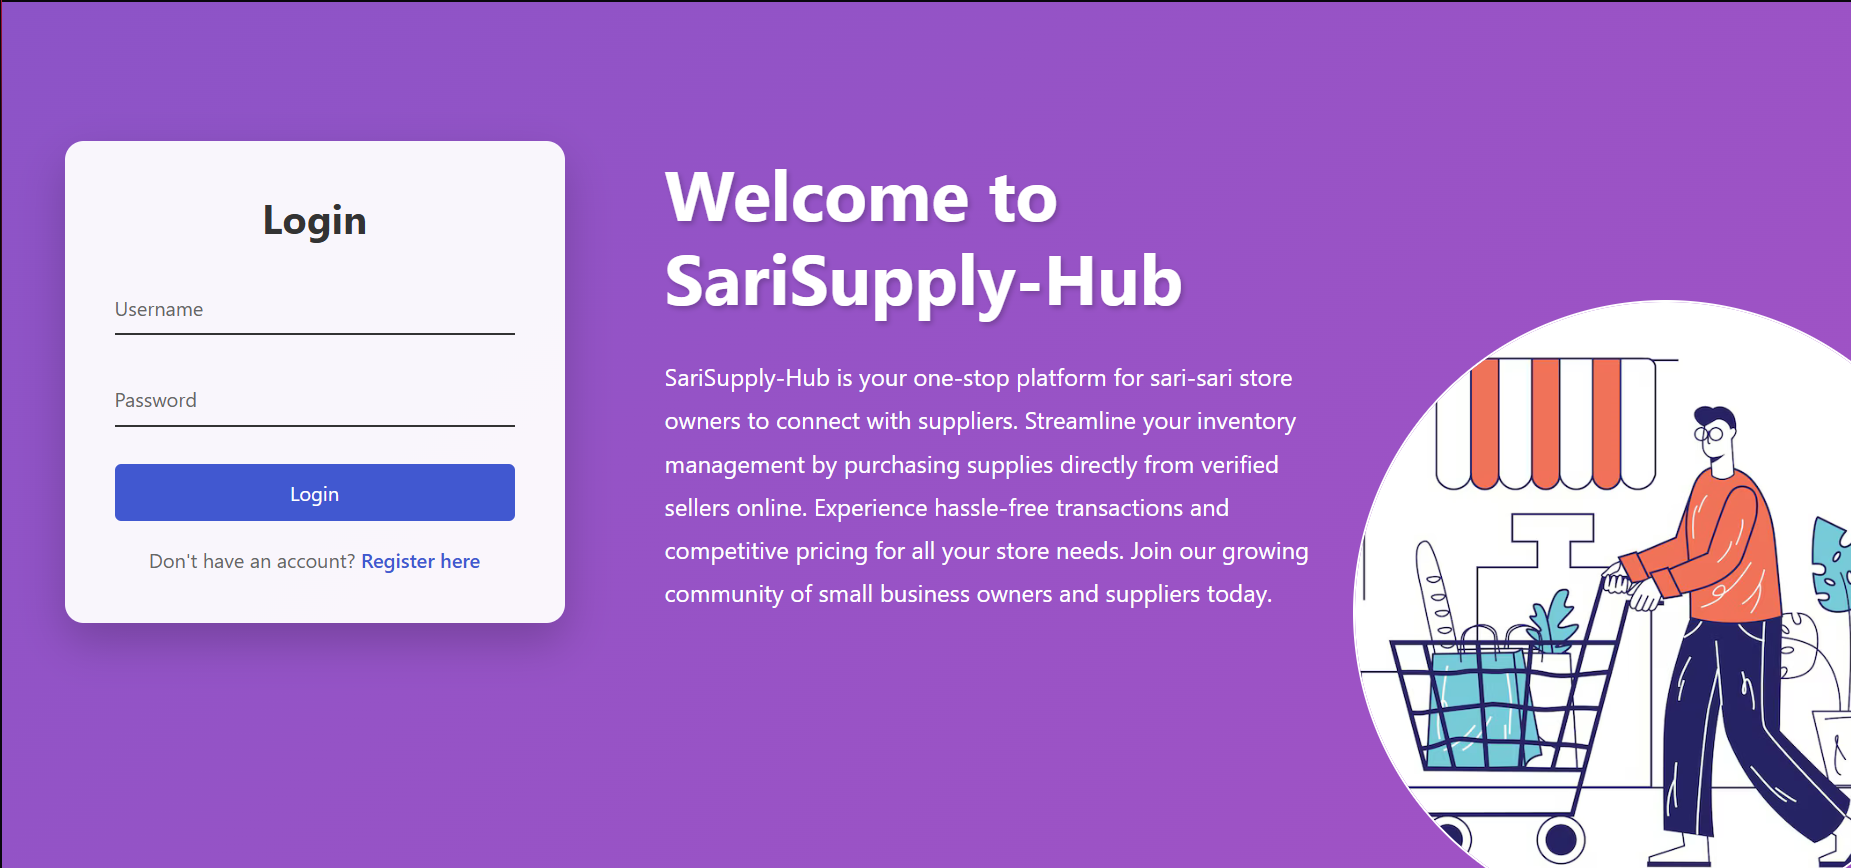 Login
Username
Password
Login
Don't have an account? Register here
Welcome to
SariSupply-Hub
SariSupply-Hub is your one-stop platform for sari-sari store
owners to connect with suppliers. Streamline your inventory
management by purchasing supplies directly from verified
sellers online. Experience hassle-free transactions and
competitive pricing for all your store needs. Join our growing
community of small business owners and suppliers today.